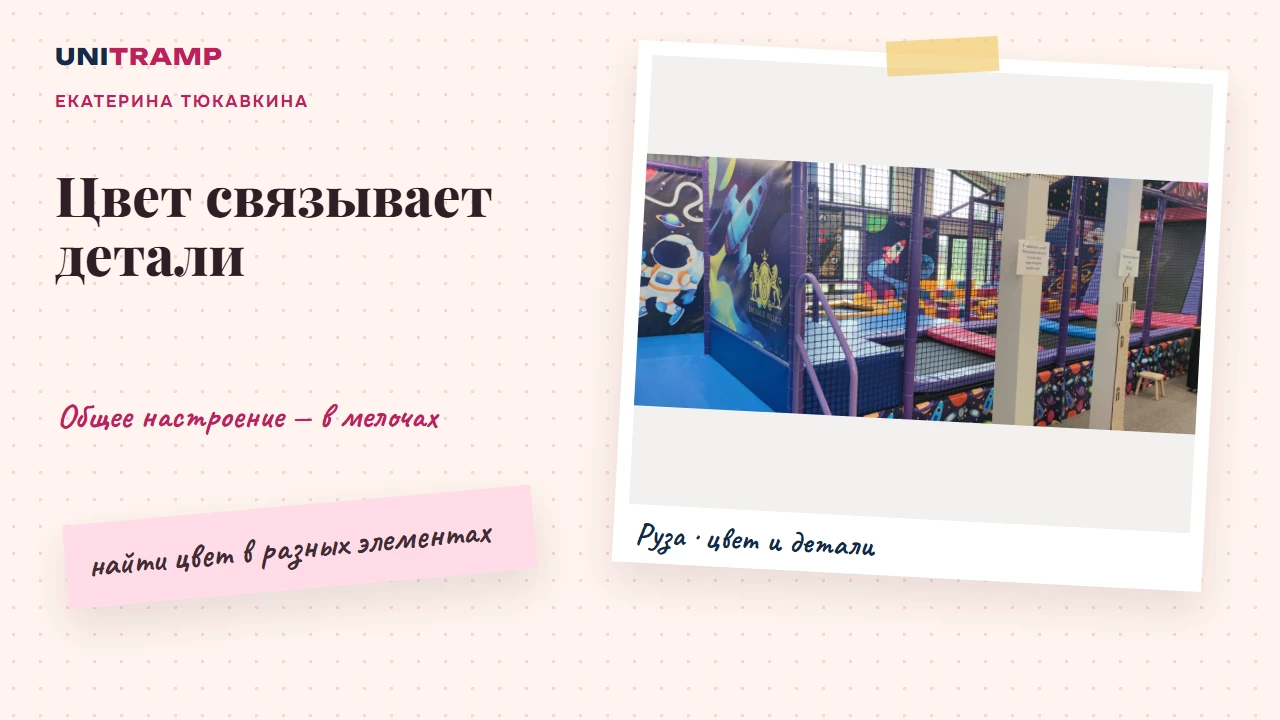 UNITRAMP
ЕКАТЕРИНА ТЮКАВКИНА
Цвет связывает
детали
Общее настроение — в мелочах
найти цвет в разных элементах
Руза · цвет и детали